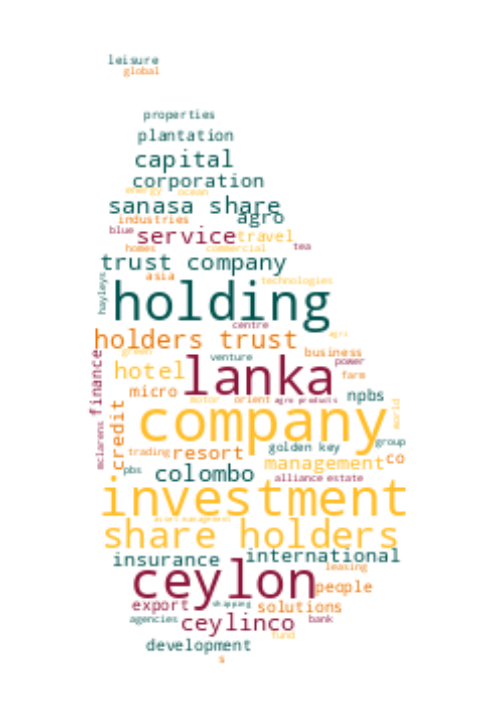 leisure
global
properties
plantation
capital
corporation
energy ocean
sanasa share
industries agro
blue service travel
homes commercial tea
trust company
asia technologies
hayleys
holding
centre
holders trust agri
green venture business
power
hotel lanka farm
finance
micro motor orient agro products npbs
credit company world
mclarens
golden key group
trading resort management co
pbs colombo alliance estate
investment
asset management
share holders
insurance international
leasing
ceylon people
export shipping solutions
agencies ceylinco bank
fund
development
s